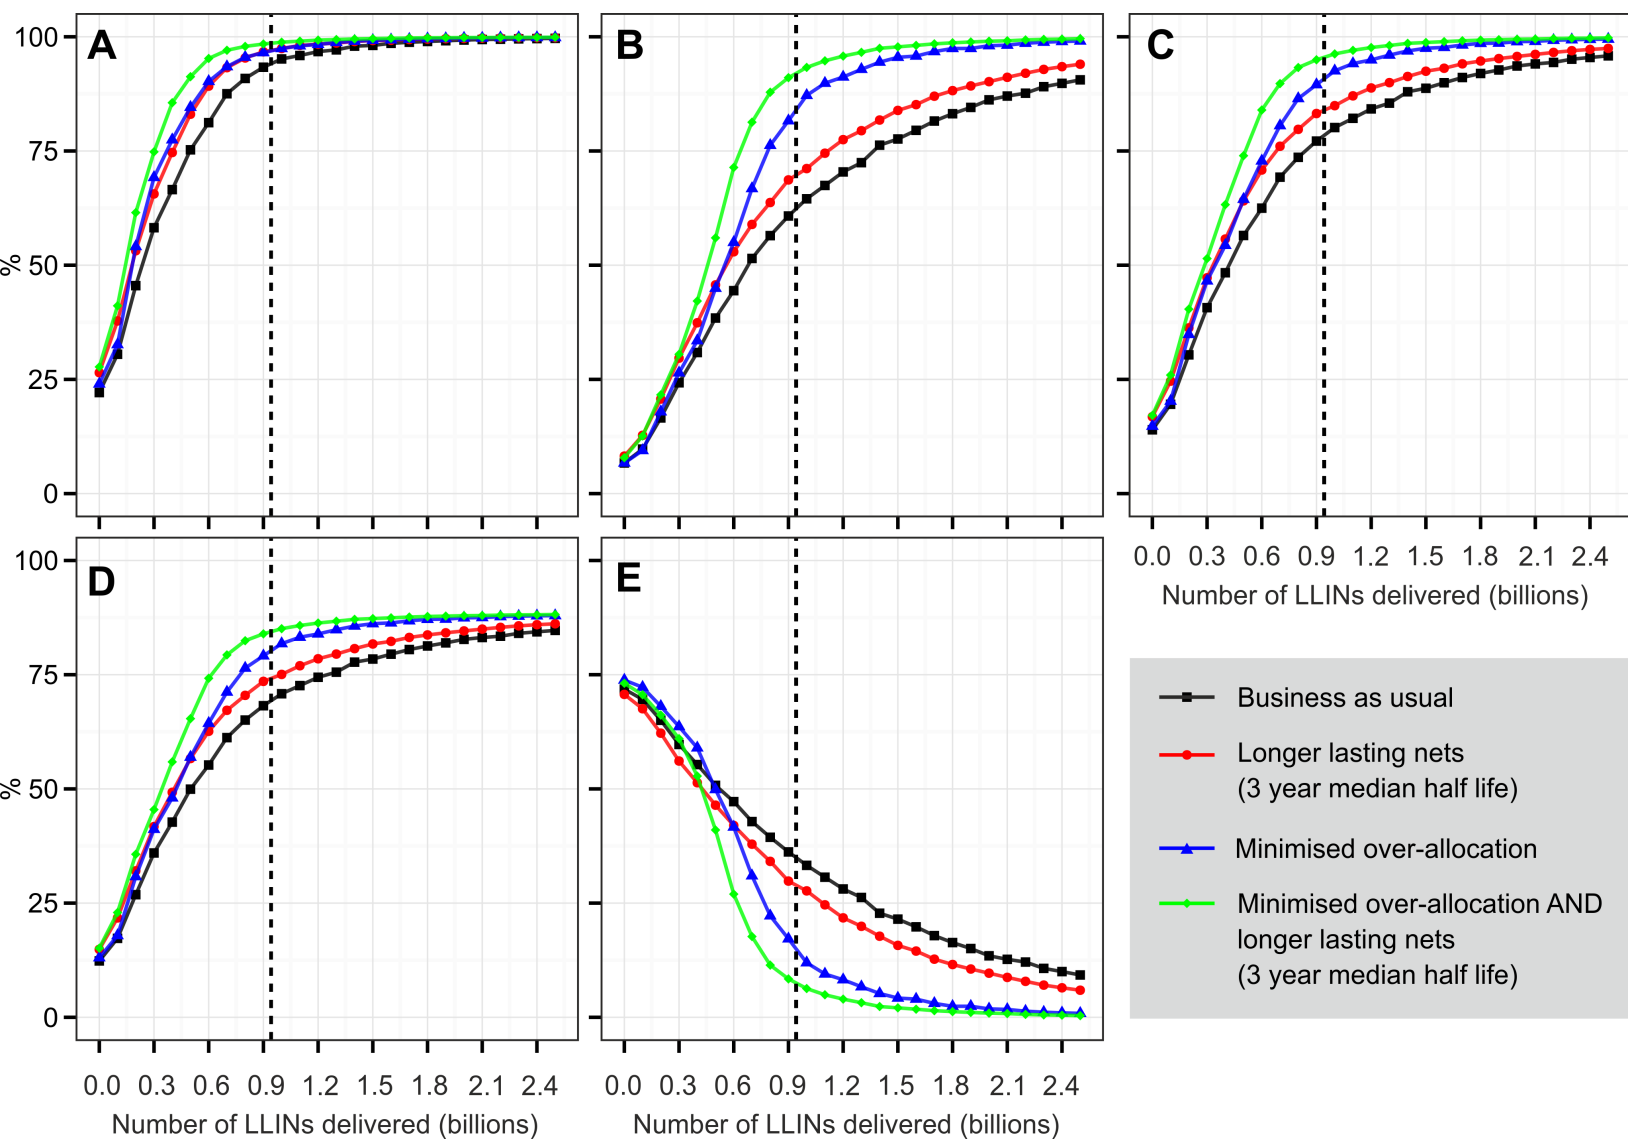 A
B
C
100
75
50
25
0
%
0.0 0.3 0.6 0.9 1.2 1.5 1.8 2.1 2.4
Number of LLINs delivered (billions)
D
E
100
75
50
25
0
%
0.0 0.3 0.6 0.9 1.2 1.5 1.8 2.1 2.4
Number of LLINs delivered (billions)
0.0 0.3 0.6 0.9 1.2 1.5 1.8 2.1 2.4
Number of LLINs delivered (billions)
Business as usual
Longer lasting nets
(3 year median half life)
Minimised over-allocation
Minimised over-allocation AND
longer lasting nets
(3 year median half life)